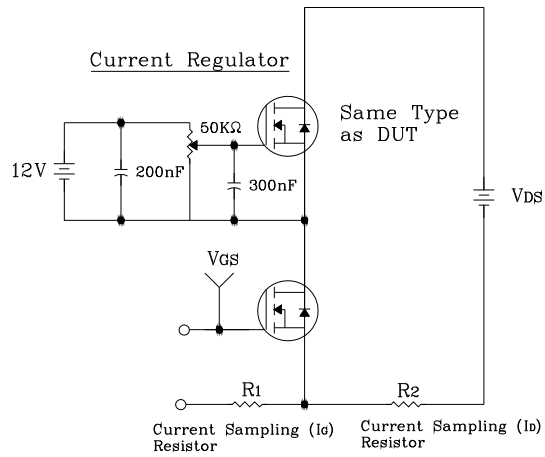 Current Regulator
50KΩ
Same Type
as DUT
12V
200nF
300nF
VDS
VGS
R1
R2
Current Sampling (IG)
Resistor
Current Sampling (ID)
Resistor